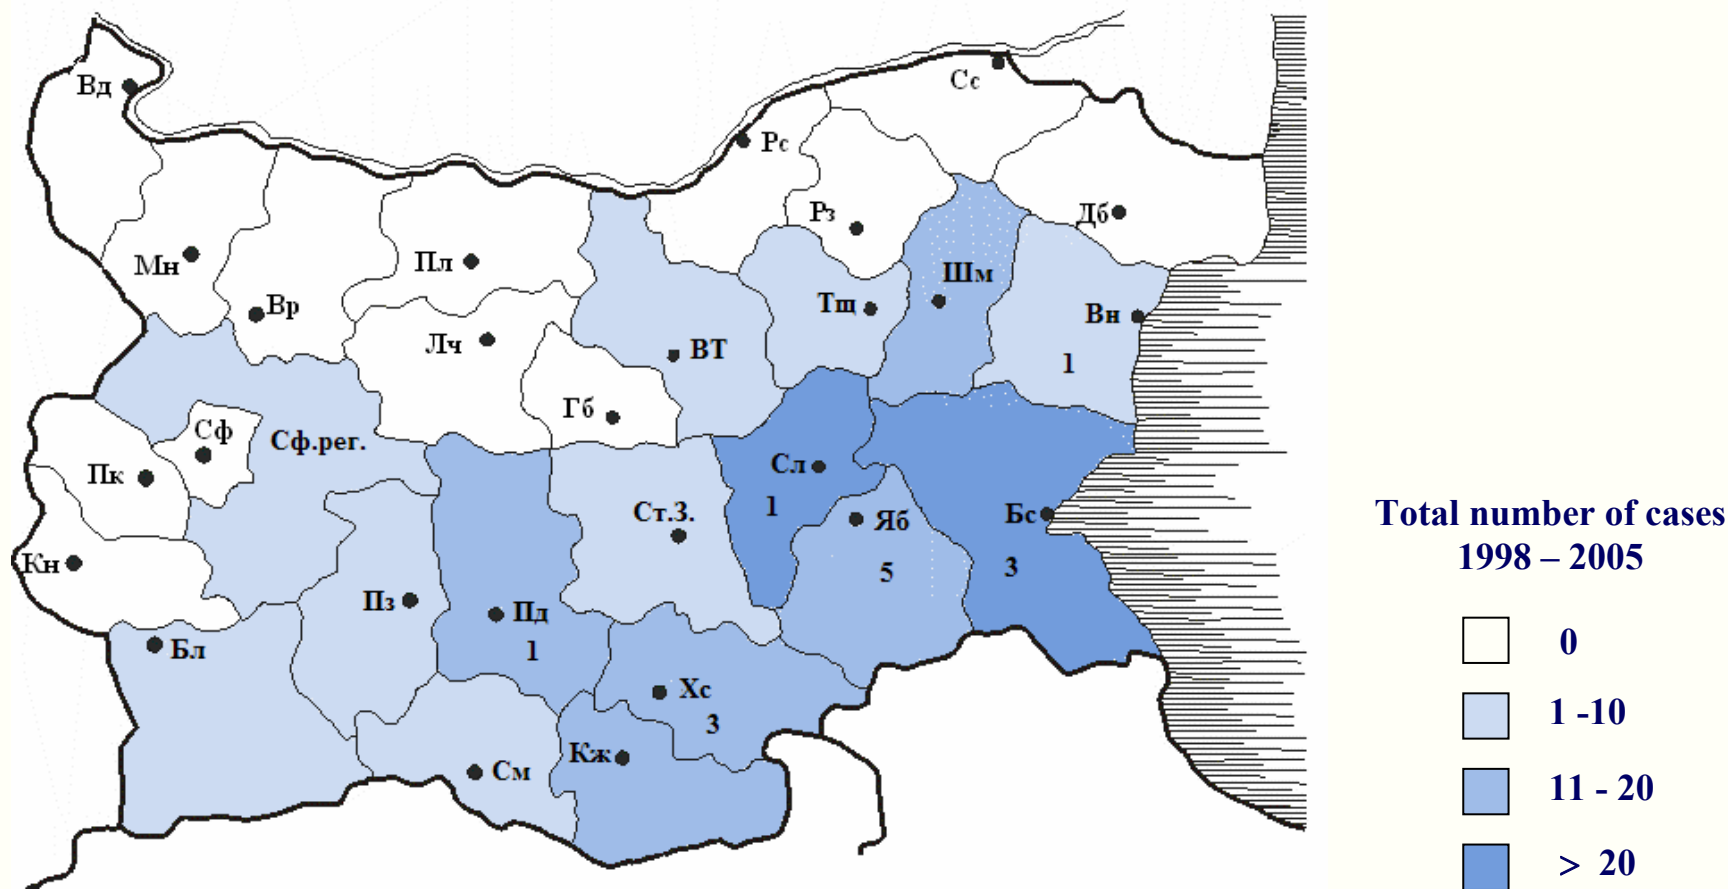 Вд
Сс
Рс
Рз
Дб
Мн
Пл
Шм
Вр
Тщ
Вн
Лч
ВТ
1
Гб
Сф
Сф.рег.
Сл
Пк
1
Ст.З.
Яб
Бс
5
3
Кн
Пз
Пд
1
Бл
Хс
3
Кж
См
Total number of cases
1998 – 2005
0
1 -10
11 - 20
> 20